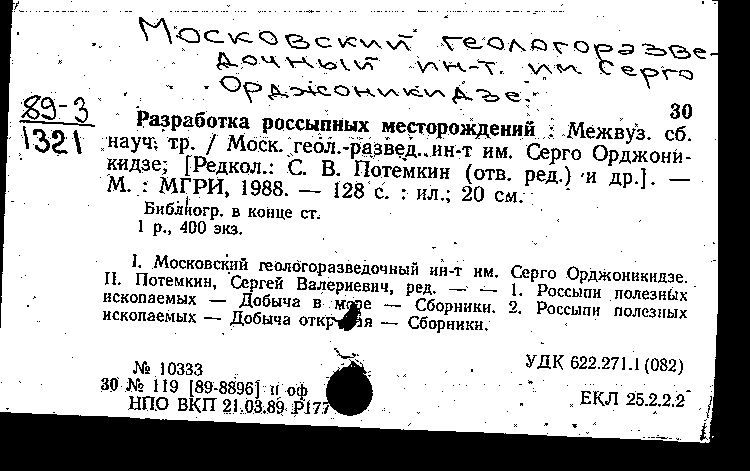 Московский геологоразве-
дочный ин-т. им Серго
Орджоникидзе.
89-3
1321
30
Разработка россыпных месторождений : Межвуз. сб.
науч. тр. / Моск. геол.-развед. ин-т им. Серго Орджони-
кидзе; [Редкол.: С. В. Потемкин (отв. ред.) и др.]. —
М. : МГРИ, 1988. — 128 с. : ил.; 20 см.
Библиогр. в конце ст.
1 р., 400 экз.
I. Московский геологоразведочный ин-т им. Серго Орджоникидзе.
II. Потемкин, Сергей Валериевич, ред. — — 1. Россыпи полезных
ископаемых — Добыча в море — Сборники. 2. Россыпи полезных
ископаемых — Добыча открытая — Сборники.
№ 10333
УДК 622.271.1(082)
30 № 119 [89-8896] п оф
НПО ВКП 21.03.89 Р177
ЕКЛ 25.2.2.2